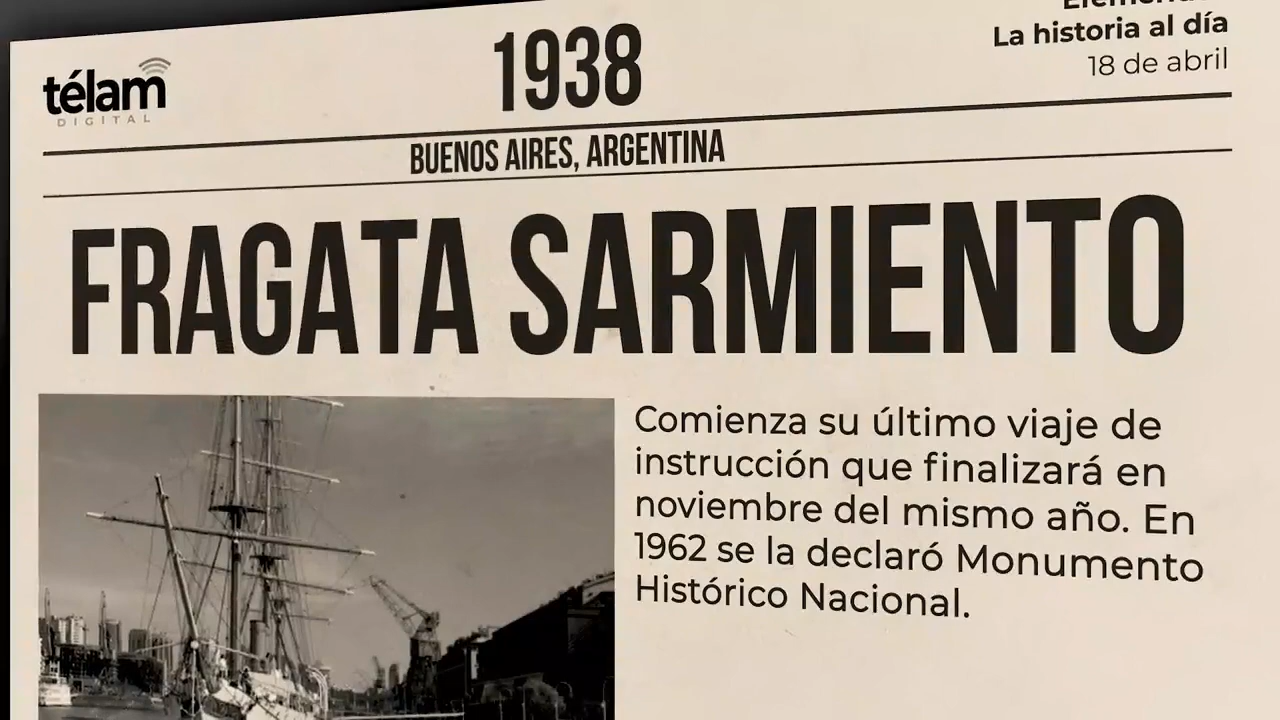 télam
DIGITAL
1938
La historia al día
18 de abril
BUENOS AIRES, ARGENTINA
FRAGATA SARMIENTO
Comienza su último viaje de
instrucción que finalizará en
noviembre del mismo año. En
1962 se la declaró Monumento
Histórico Nacional.